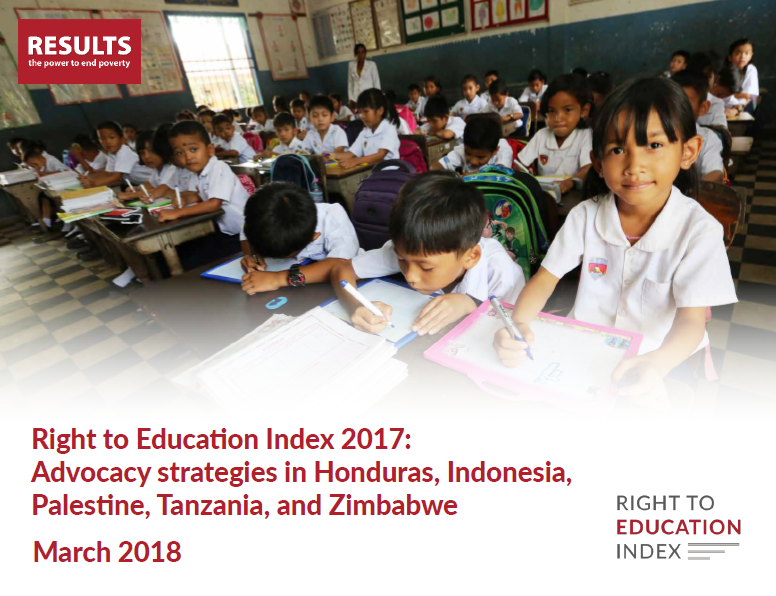 RESULTS
the power to end poverty
Right to Education Index 2017:
Advocacy strategies in Honduras, Indonesia,
Palestine, Tanzania, and Zimbabwe
March 2018
RIGHT TO
EDUCATION
INDEX